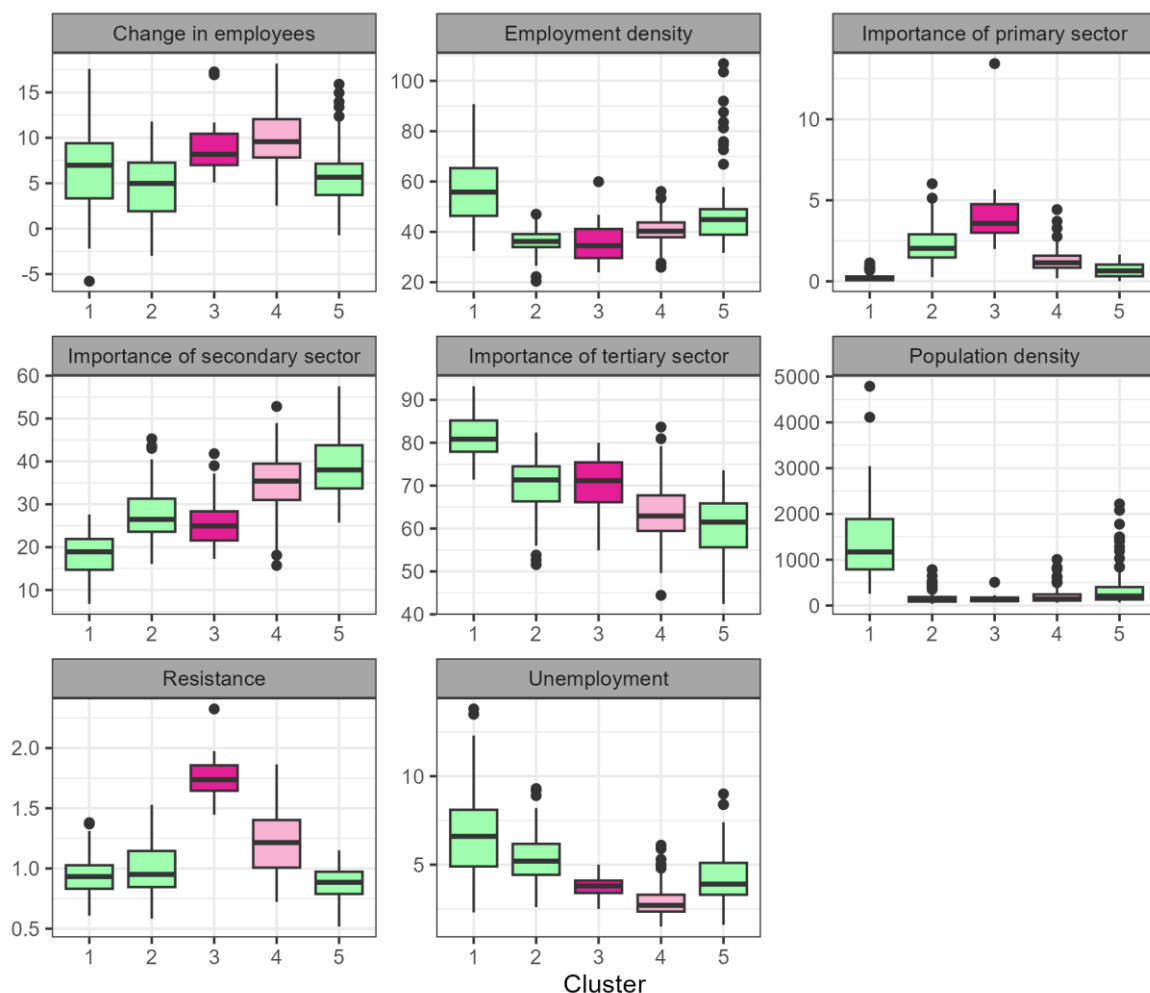 Change in employees
15
10
5
0
-5
1 2 3 4 5
Employment density
100
80
60
40
20
1 2 3 4 5
Importance of primary sector
10
5
0
1 2 3 4 5
Importance of secondary sector
60
50
40
30
20
10
1 2 3 4 5
Importance of tertiary sector
90
80
70
60
50
40
1 2 3 4 5
Population density
5000
4000
3000
2000
1000
0
1 2 3 4 5
Resistance
2.0
1.5
1.0
0.5
1 2 3 4 5
Unemployment
10
5
1 2 3 4 5
Cluster